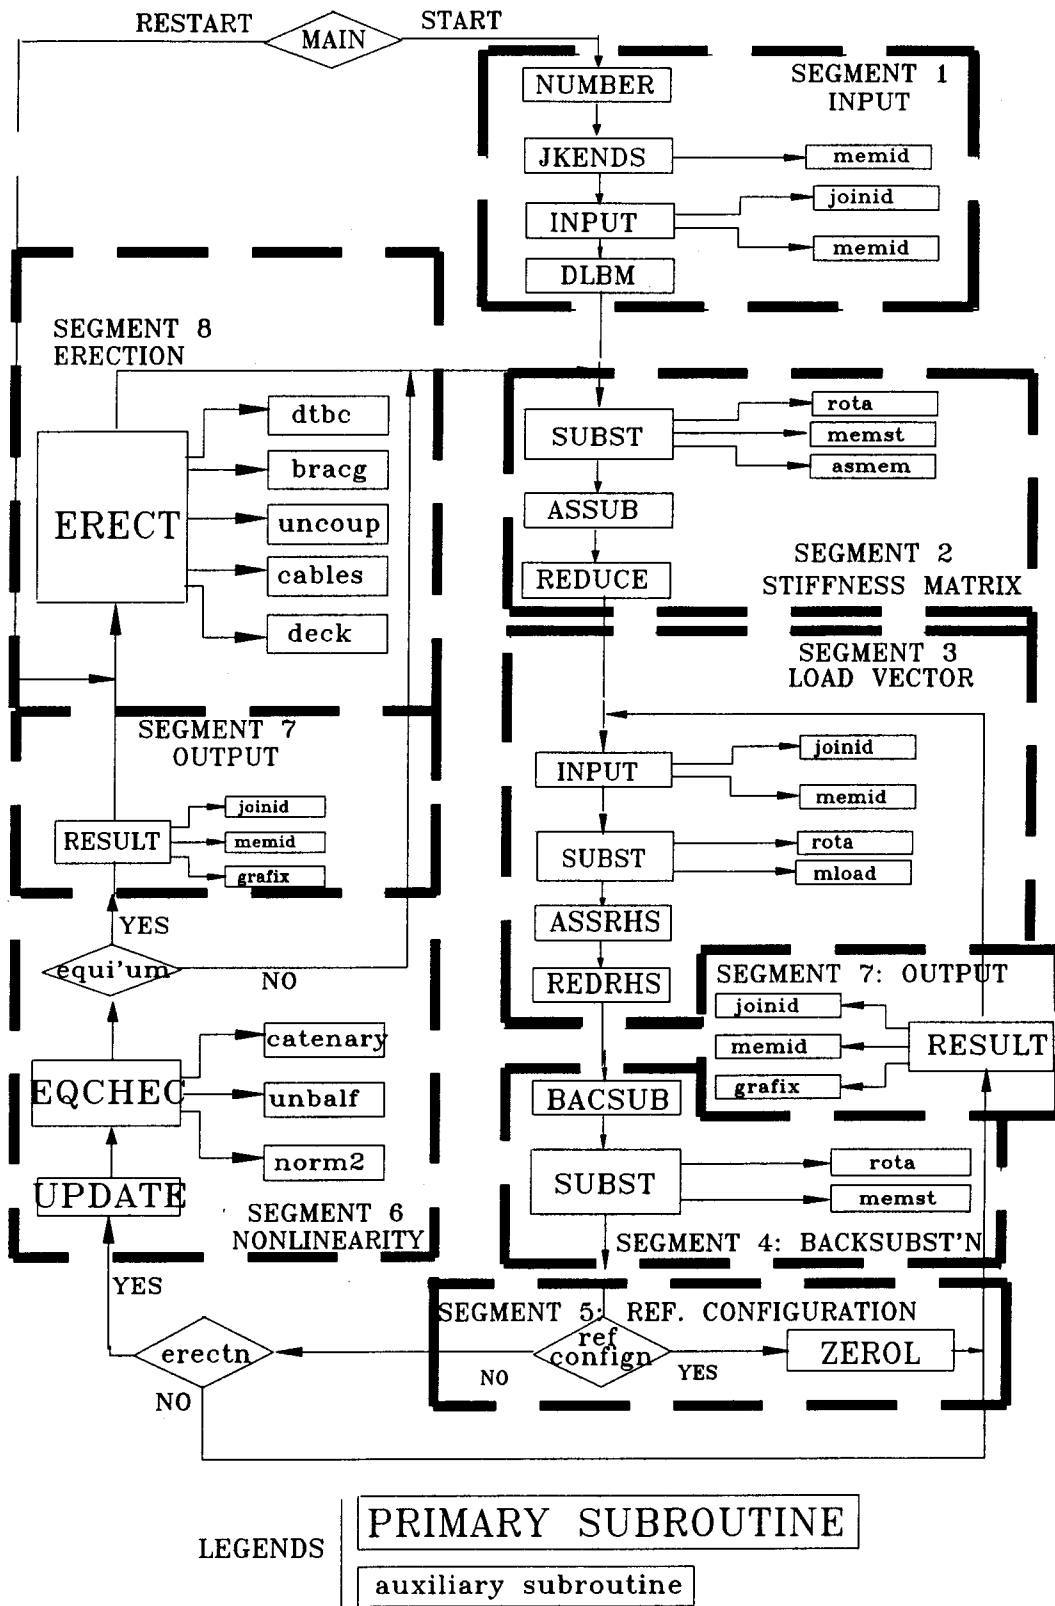 RESTART
MAIN
START
SEGMENT 1
INPUT
NUMBER
JKENDS
memid
INPUT
joinid
memid
DLBM
SEGMENT 8
ERECTION
ERECT
dtbc
bracg
uncoup
cables
deck
SUBST
rota
memst
asmem
ASSUB
REDUCE
SEGMENT 2
STIFFNESS MATRIX
SEGMENT 3
LOAD VECTOR
INPUT
joinid
memid
SUBST
rota
mload
ASSRHS
REDRHS
SEGMENT 7
OUTPUT
RESULT
joinid
memid
grafix
YES
equi'um
NO
SEGMENT 7: OUTPUT
joinid
memid
grafix
RESULT
EQCHEC
catenary
unbalf
norm2
UPDATE
SEGMENT 6
NONLINEARITY
BACSUB
SUBST
rota
memst
SEGMENT 4: BACKSUBST'N
YES
erectn
NO
SEGMENT 5: REF. CONFIGURATION
ref
confign
NO
YES
ZEROL
LEGENDS
PRIMARY SUBROUTINE
auxiliary subroutine